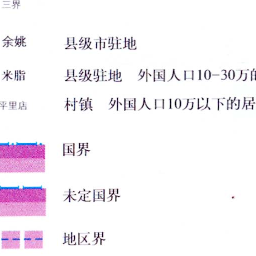 三界
余姚 县级市驻地
米脂 县级驻地 外国人口10-30万的
平里店 村镇 外国人口10万以下的居
国界
未定国界
地区界